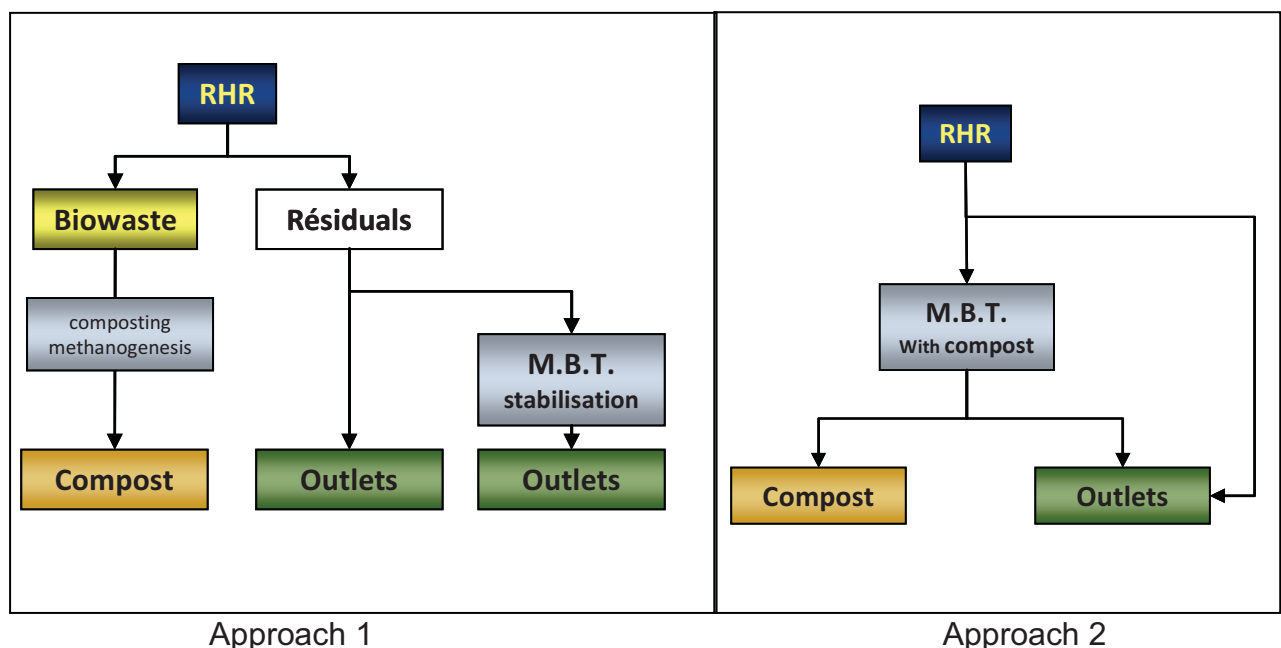 RHR
Biowaste
Résiduals
composting
methanogenesis
M.B.T.
stabilisation
Compost
Outlets
Outlets
Approach 1
RHR
M.B.T.
With compost
Compost
Outlets
Approach 2